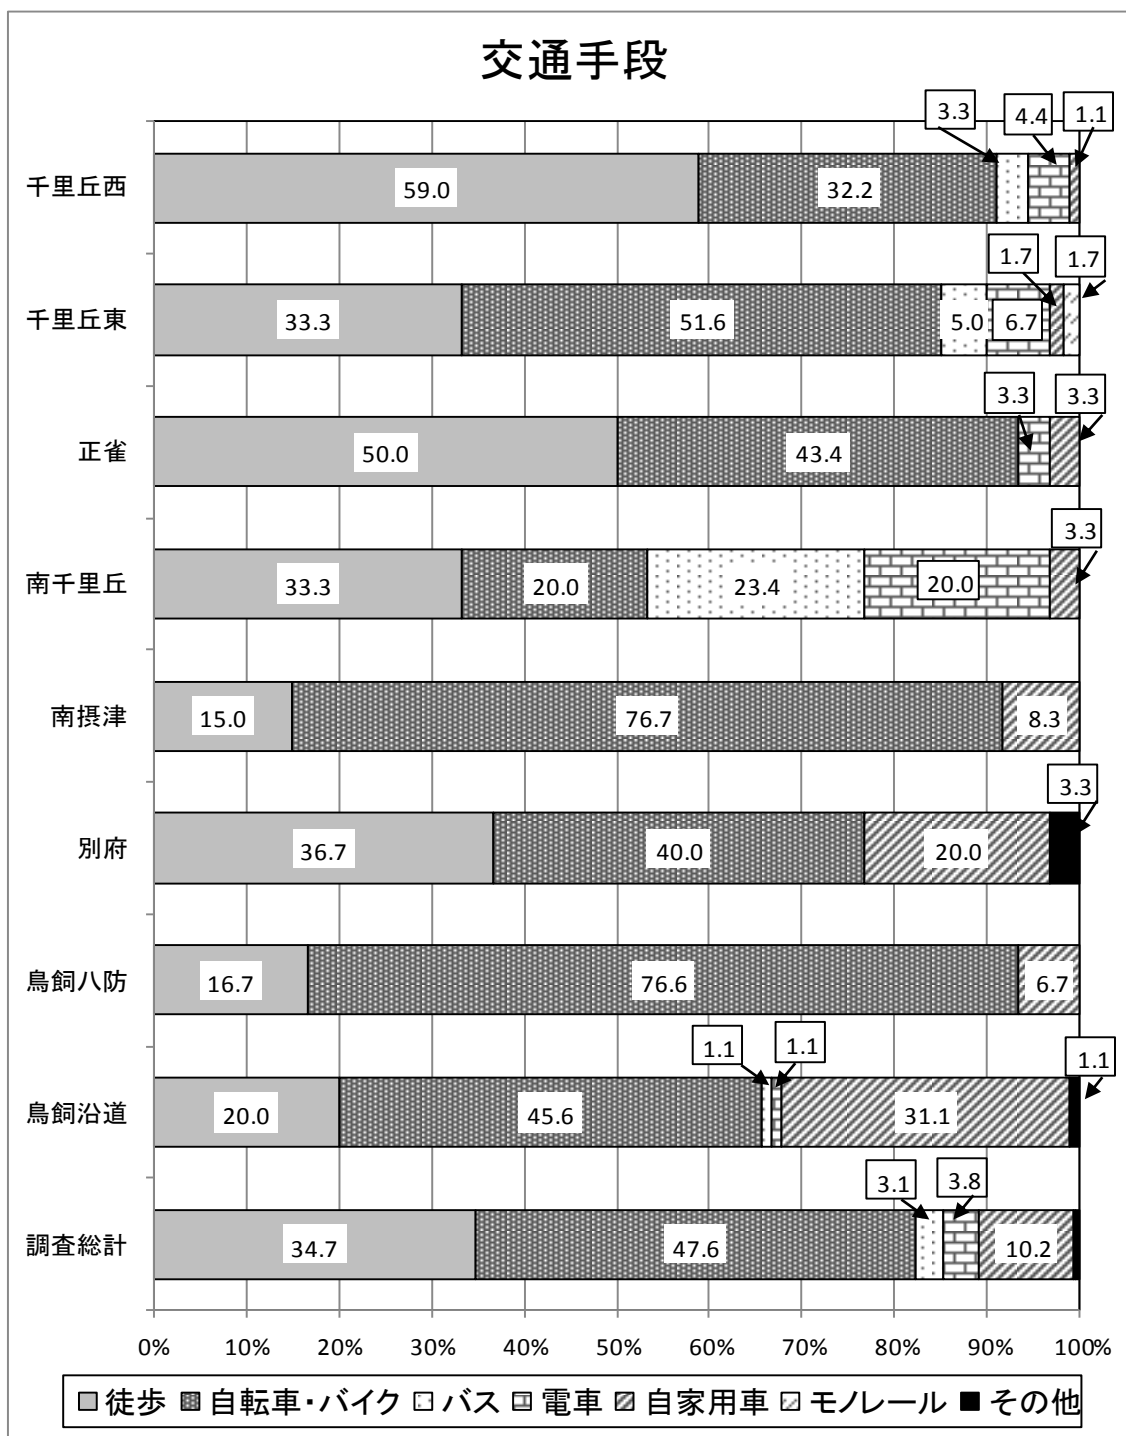 交通手段
3.3 4.4 1.1
千里丘西 59.0 32.2
1.7 1.7
千里丘東 33.3 51.6 5.0 6.7
3.3 3.3
正雀 50.0 43.4
3.3
南千里丘 33.3 20.0 23.4 20.0
南摂津 15.0 76.7 8.3
3.3
別府 36.7 40.0 20.0
鳥飼八防 16.7 76.6 6.7
1.1 1.1 1.1
鳥飼沿道 20.0 45.6 31.1
3.1 3.8
調査総計 34.7 47.6 10.2
0% 10% 20% 30% 40% 50% 60% 70% 80% 90% 100%
徒歩 自転車・バイク バス 電車 自家用車 モノレール その他